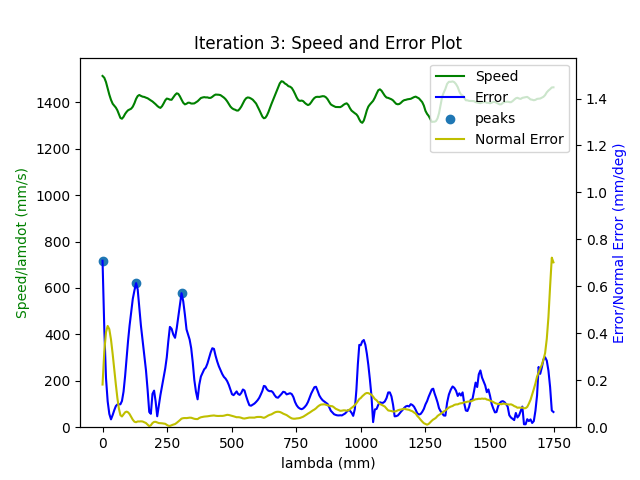 Iteration 3: Speed and Error Plot
Speed/lamdot (mm/s)
1400
1200
1000
800
600
400
200
0
Speed
Error
peaks
Normal Error
1.4
1.2
1.0
0.8
0.6
0.4
0.2
0.0
Error/Normal Error (mm/deg)
0 250 500 750 1000 1250 1500 1750
lambda (mm)